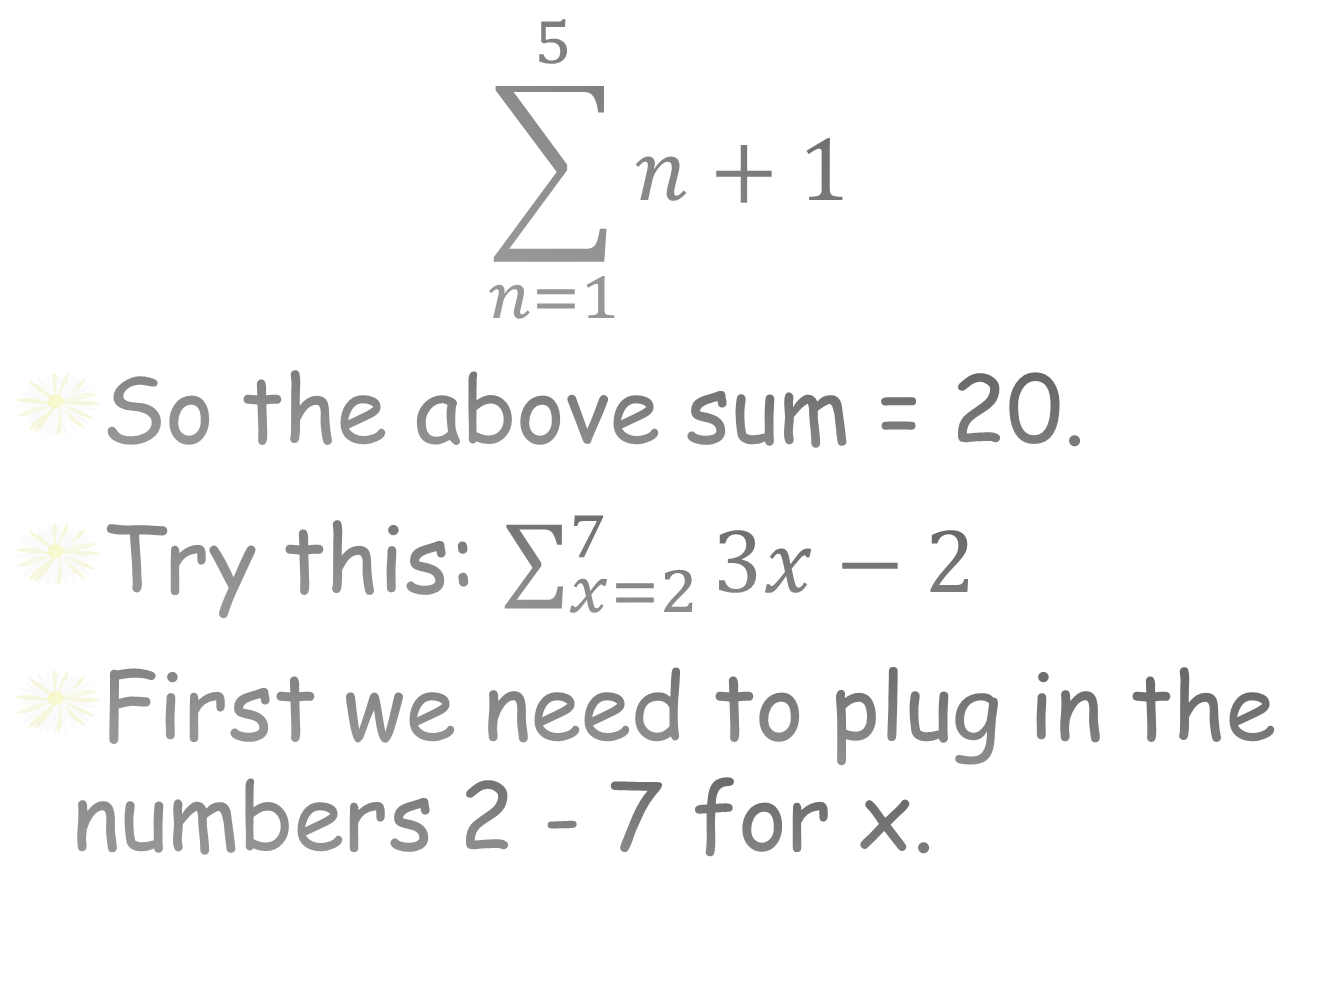 5
∑ n + 1
n=1
So the above sum = 20.
Try this: ∑⁷ₓ₌₂ 3x − 2
First we need to plug in the
numbers 2 - 7 for x.